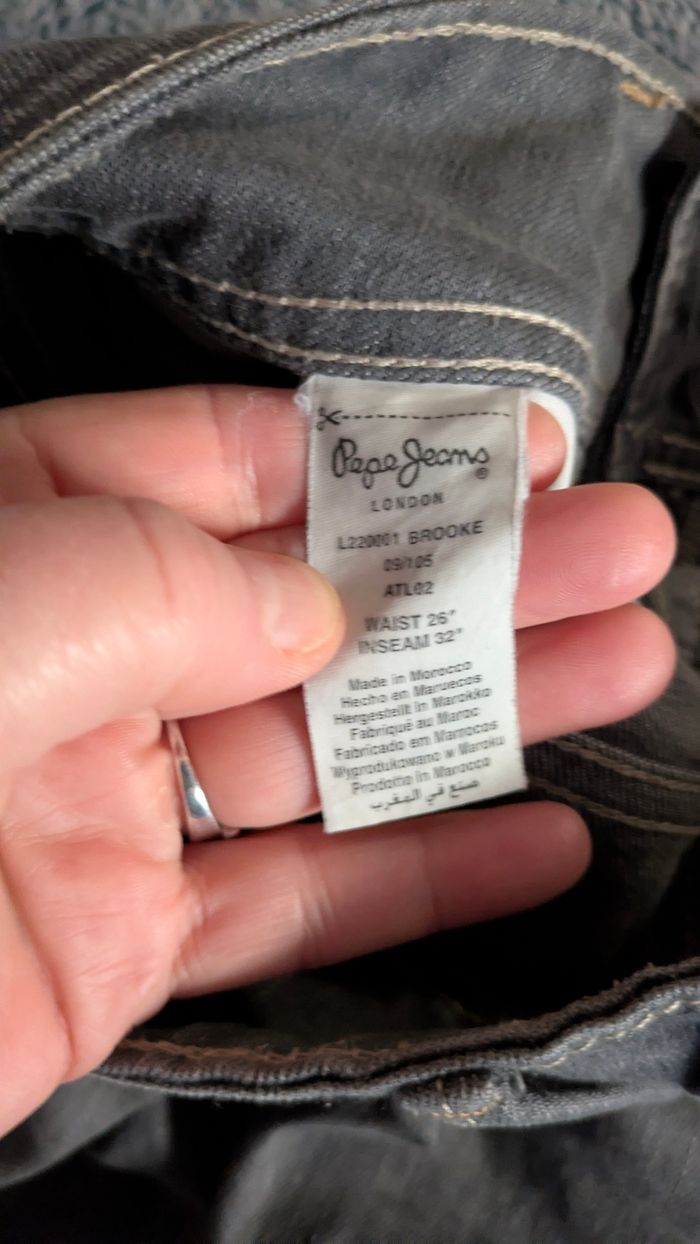 Pepe Jeans®
LONDON
L220001 BROOKE
09/105
ATL02
WAIST 26"
INSEAM 32"
Made in Morocco
Hecho en Marruecos
Hergestellt in Marokko
Fabriqué au Maroc
Fabricado em Marrocos
Wyprodukowano w Maroku
Prodotto in Marocco
صنع في المغرب